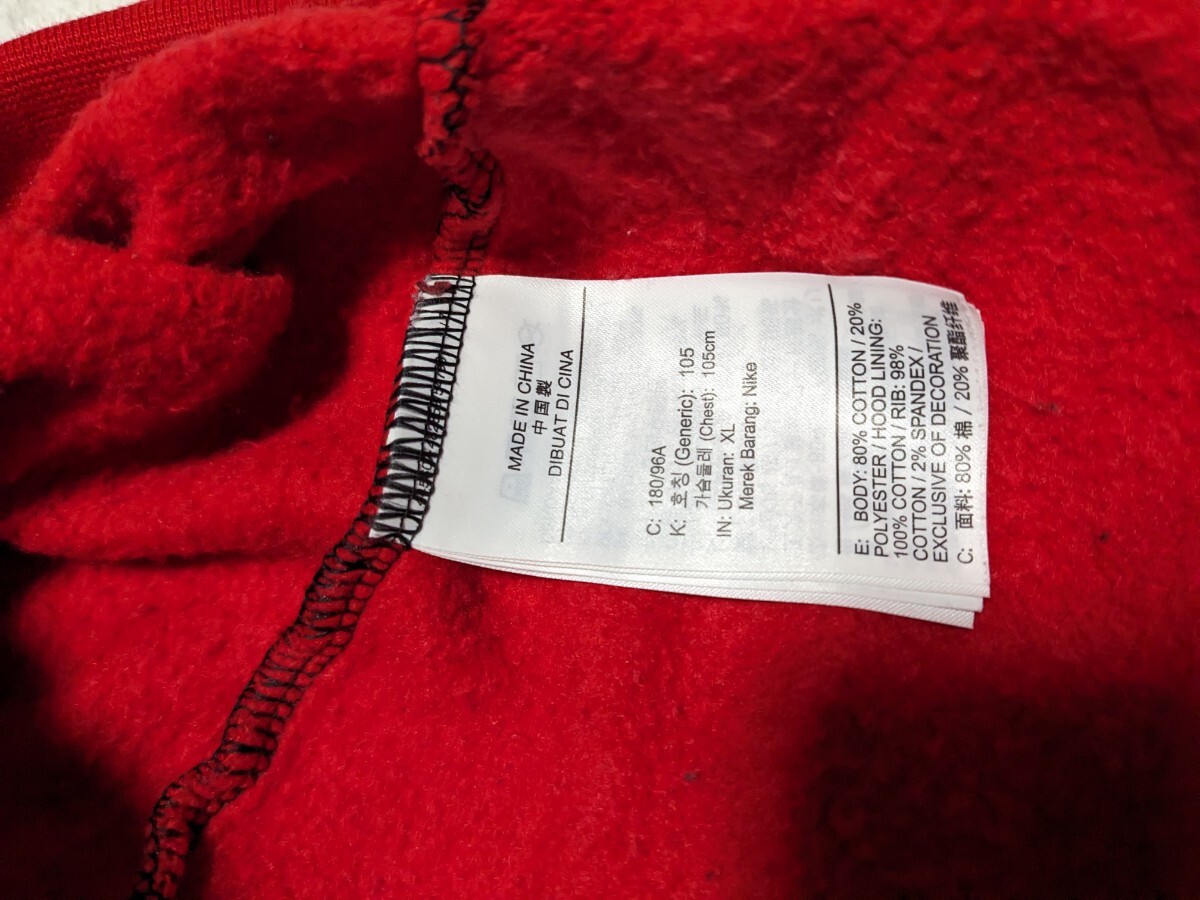 MADE IN CHINA
中国製
DIBUAT DI CINA
C: 180/96A
K: 호칭 (Generic): 105
가슴둘레 (Chest): 105cm
IN: Ukuran: XL
Merek Barang: Nike
E: BODY: 80% COTTON / 20%
POLYESTER / HOOD LINING:
100% COTTON / RIB: 98%
COTTON / 2% SPANDEX /
EXCLUSIVE OF DECORATION
C: 面料: 80% 棉 / 20% 聚酯纤维